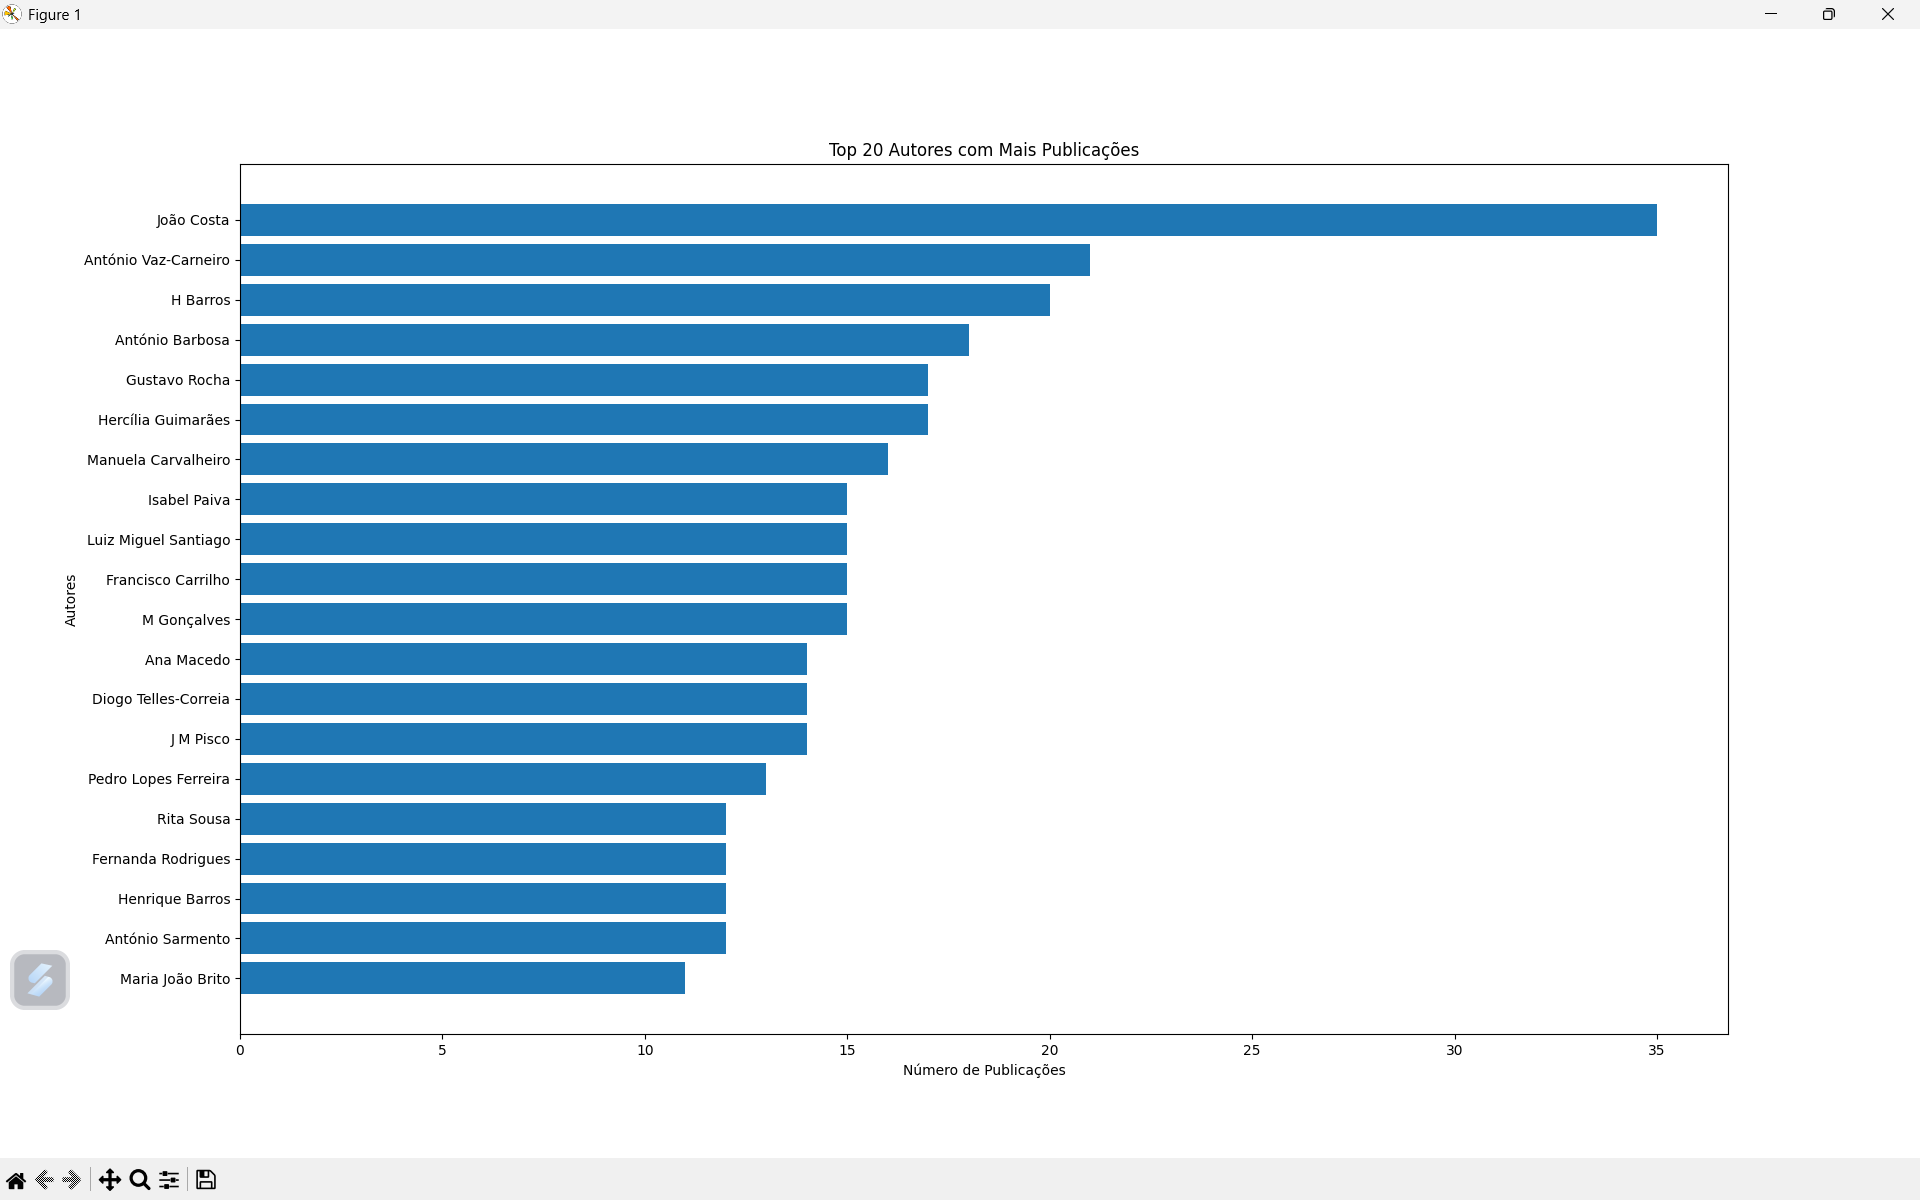 Figure 1
Top 20 Autores com Mais Publicações
João Costa
António Vaz-Carneiro
H Barros
António Barbosa
Gustavo Rocha
Hercília Guimarães
Manuela Carvalheiro
Isabel Paiva
Luiz Miguel Santiago
Francisco Carrilho
M Gonçalves
Ana Macedo
Diogo Telles-Correia
J M Pisco
Pedro Lopes Ferreira
Rita Sousa
Fernanda Rodrigues
Henrique Barros
António Sarmento
Maria João Brito
Autores
0 5 10 15 20 25 30 35
Número de Publicações